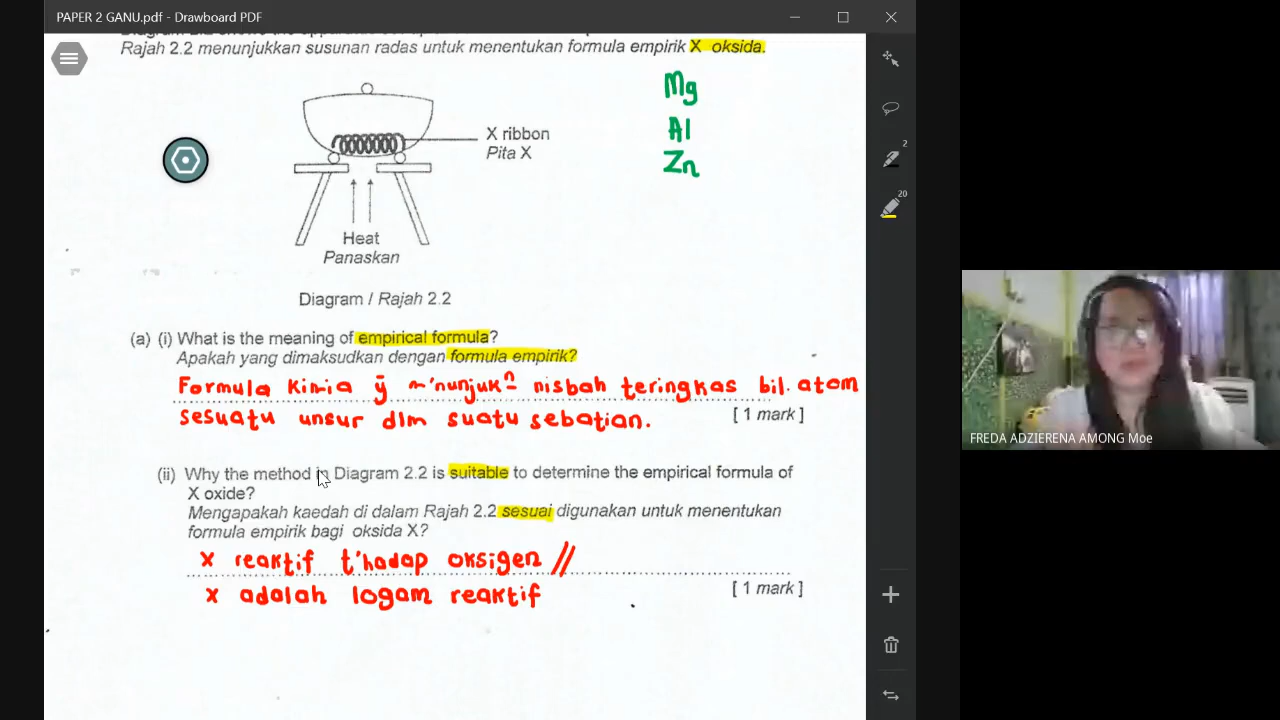 PAPER 2 GANU.pdf - Drawboard PDF
Rajah 2.2 menunjukkan susunan radas untuk menentukan formula empirik X oksida.
Mg
Al
Zn
X ribbon
Pita X
Heat
Panaskan
Diagram / Rajah 2.2
(a) (i) What is the meaning of empirical formula?
Apakah yang dimaksudkan dengan formula empirik?
Formula kimia ȳ m'nunjukⁿ nisbah teringkas bil. atom
sesuatu unsur dlm suatu sebatian.
[ 1 mark ]
(ii) Why the method in Diagram 2.2 is suitable to determine the empirical formula of
X oxide?
Mengapakah kaedah di dalam Rajah 2.2 sesuai digunakan untuk menentukan
formula empirik bagi oksida X?
X reaktif t'hadap oksigen //
X adalah logam reaktif
[ 1 mark ]
2
20
FREDA ADZIERENA AMONG Moe